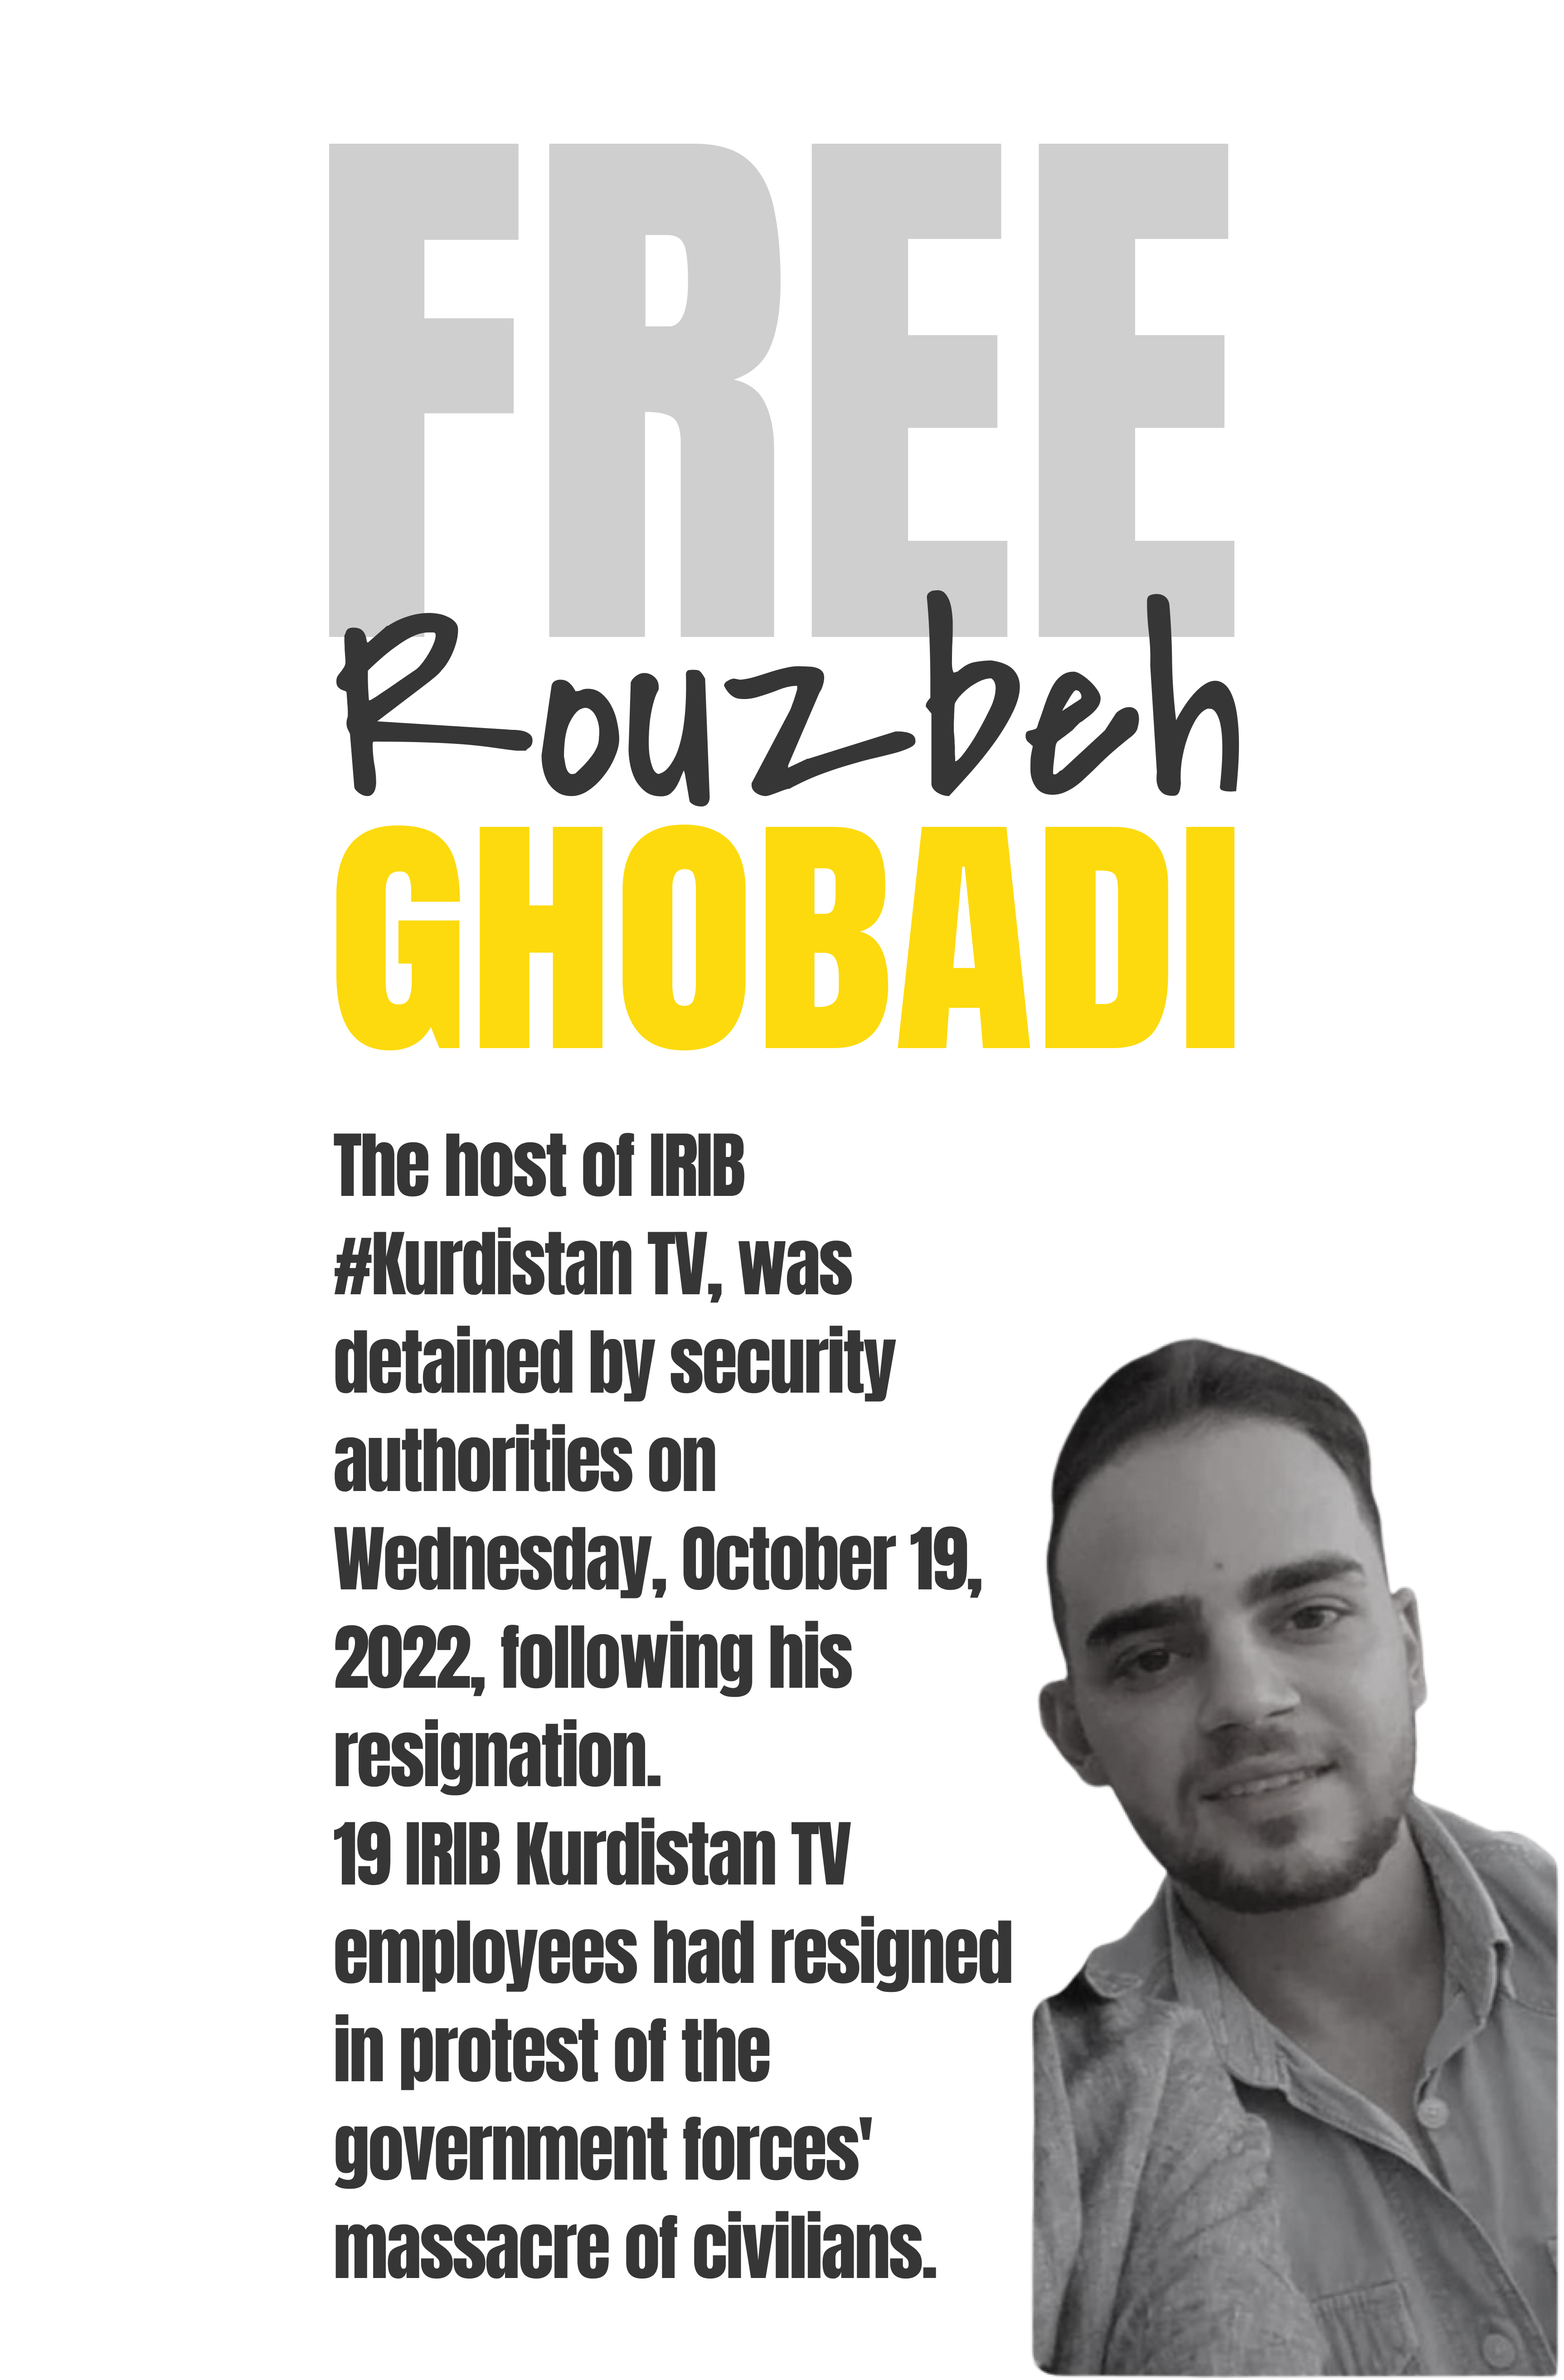 FREE
Rouzbeh
GHOBADI
The host of IRIB
#Kurdistan TV, was
detained by security
authorities on
Wednesday, October 19,
2022, following his
resignation.
19 IRIB Kurdistan TV
employees had resigned
in protest of the
government forces'
massacre of civilians.